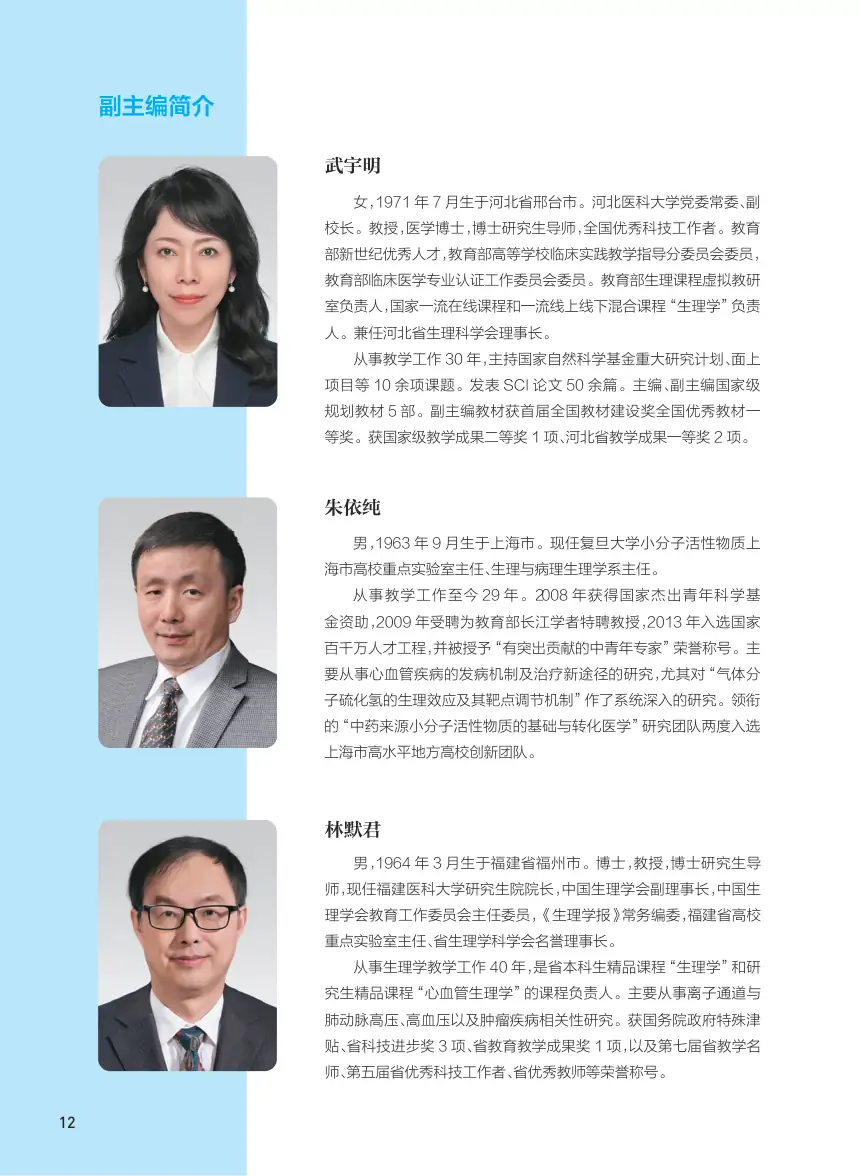 副主编简介
武宇明
女，1971 年 7 月生于河北省邢台市。河北医科大学党委常委、副
校长。教授，医学博士，博士研究生导师，全国优秀科技工作者。教育
部新世纪优秀人才，教育部高等学校临床实践教学指导分委员会委员，
教育部临床医学专业认证工作委员会委员。教育部生理课程虚拟教研
室负责人，国家一流在线课程和一流线上线下混合课程“生理学”负责
人。兼任河北省生理科学会理事长。
从事教学工作 30 年，主持国家自然科学基金重大研究计划、面上
项目等 10 余项课题。发表 SCI 论文 50 余篇。主编、副主编国家级
规划教材 5 部。副主编教材获首届全国教材建设奖全国优秀教材一
等奖。获国家级教学成果二等奖 1 项、河北省教学成果一等奖 2 项。
朱依纯
男，1963 年 9 月生于上海市。现任复旦大学小分子活性物质上
海市高校重点实验室主任、生理与病理生理学系主任。
从事教学工作至今 29 年。2008 年获得国家杰出青年科学基
金资助，2009 年受聘为教育部长江学者特聘教授，2013 年入选国家
百千万人才工程，并被授予“有突出贡献的中青年专家”荣誉称号。主
要从事心血管疾病的发病机制及治疗新途径的研究，尤其对“气体分
子硫化氢的生理效应及其靶点调节机制”作了系统深入的研究。领衔
的“中药来源小分子活性物质的基础与转化医学”研究团队两度入选
上海市高水平地方高校创新团队。
林默君
男，1964 年 3 月生于福建省福州市。博士，教授，博士研究生导
师，现任福建医科大学研究生院院长，中国生理学会副理事长，中国生
理学会教育工作委员会主任委员，《生理学报》常务编委，福建省高校
重点实验室主任、省生理学科学会名誉理事长。
从事生理学教学工作 40 年，是省本科生精品课程“生理学”和研
究生精品课程“心血管生理学”的课程负责人。主要从事离子通道与
肺动脉高压、高血压以及肿瘤疾病相关性研究。获国务院政府特殊津
贴、省科技进步奖 3 项、省教育教学成果奖 1 项，以及第七届省教学名
师、第五届省优秀科技工作者、省优秀教师等荣誉称号。
12